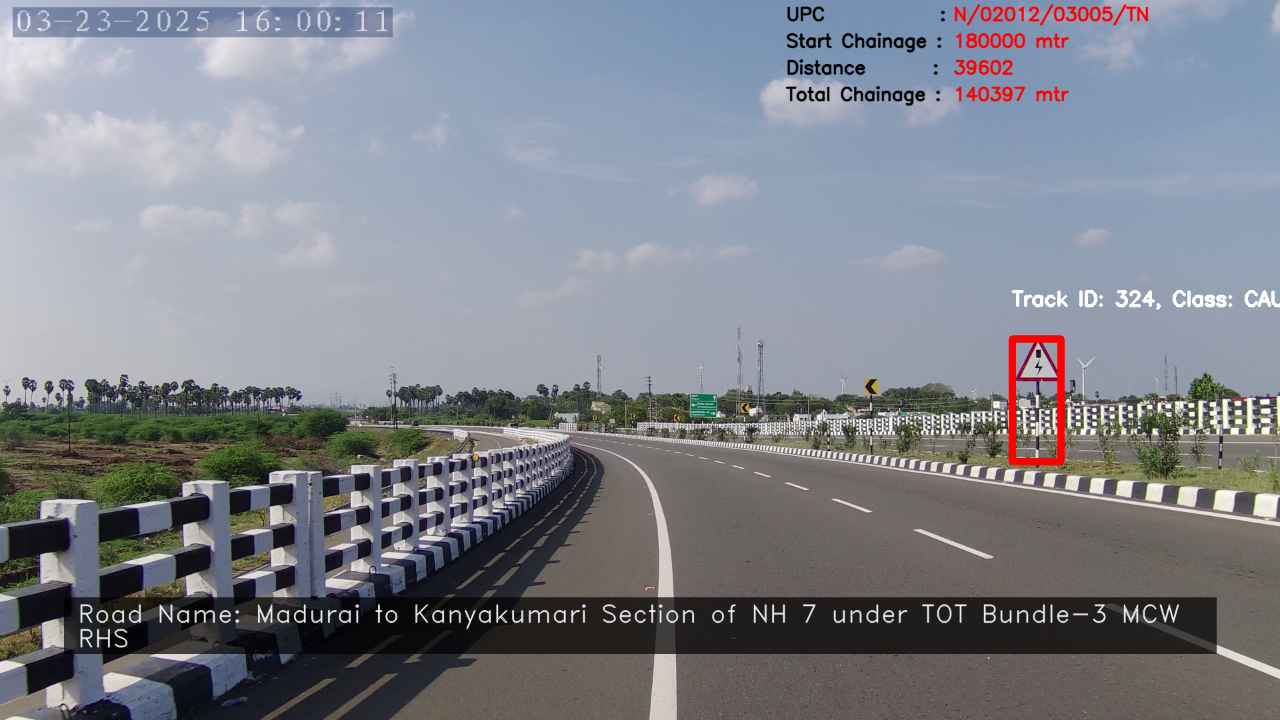 03-23-2025 16:00:11
UPC : N/02012/03005/TN
Start Chainage : 180000 mtr
Distance : 39602
Total Chainage : 140397 mtr
Track ID: 324, Class: CAU
Road Name: Madurai to Kanyakumari Section of NH 7 under TOT Bundle-3 MCW
RHS